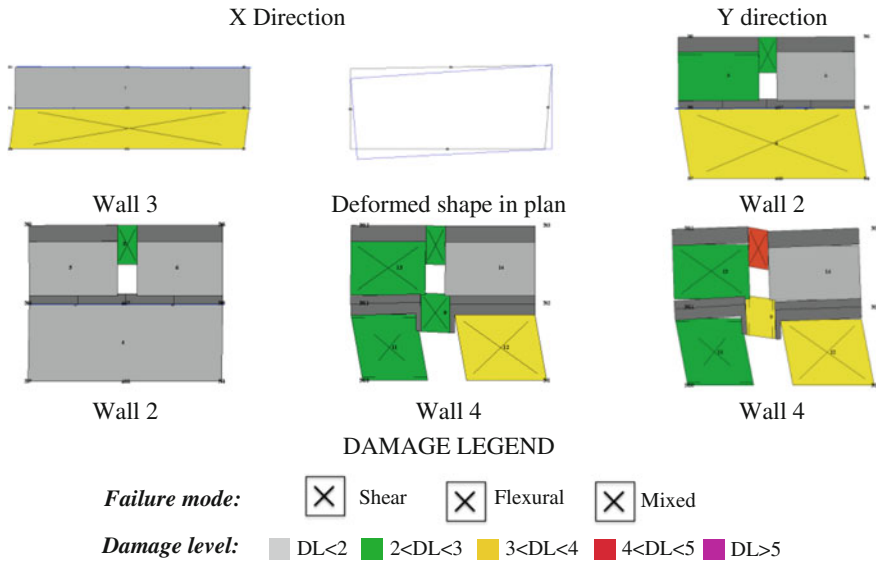 X Direction
Y direction
Wall 3
Deformed shape in plan
Wall 2
Wall 2
Wall 4
Wall 4
DAMAGE LEGEND
Failure mode: Shear Flexural Mixed
Damage level: DL<2 2<DL<3 3<DL<4 4<DL<5 DL>5